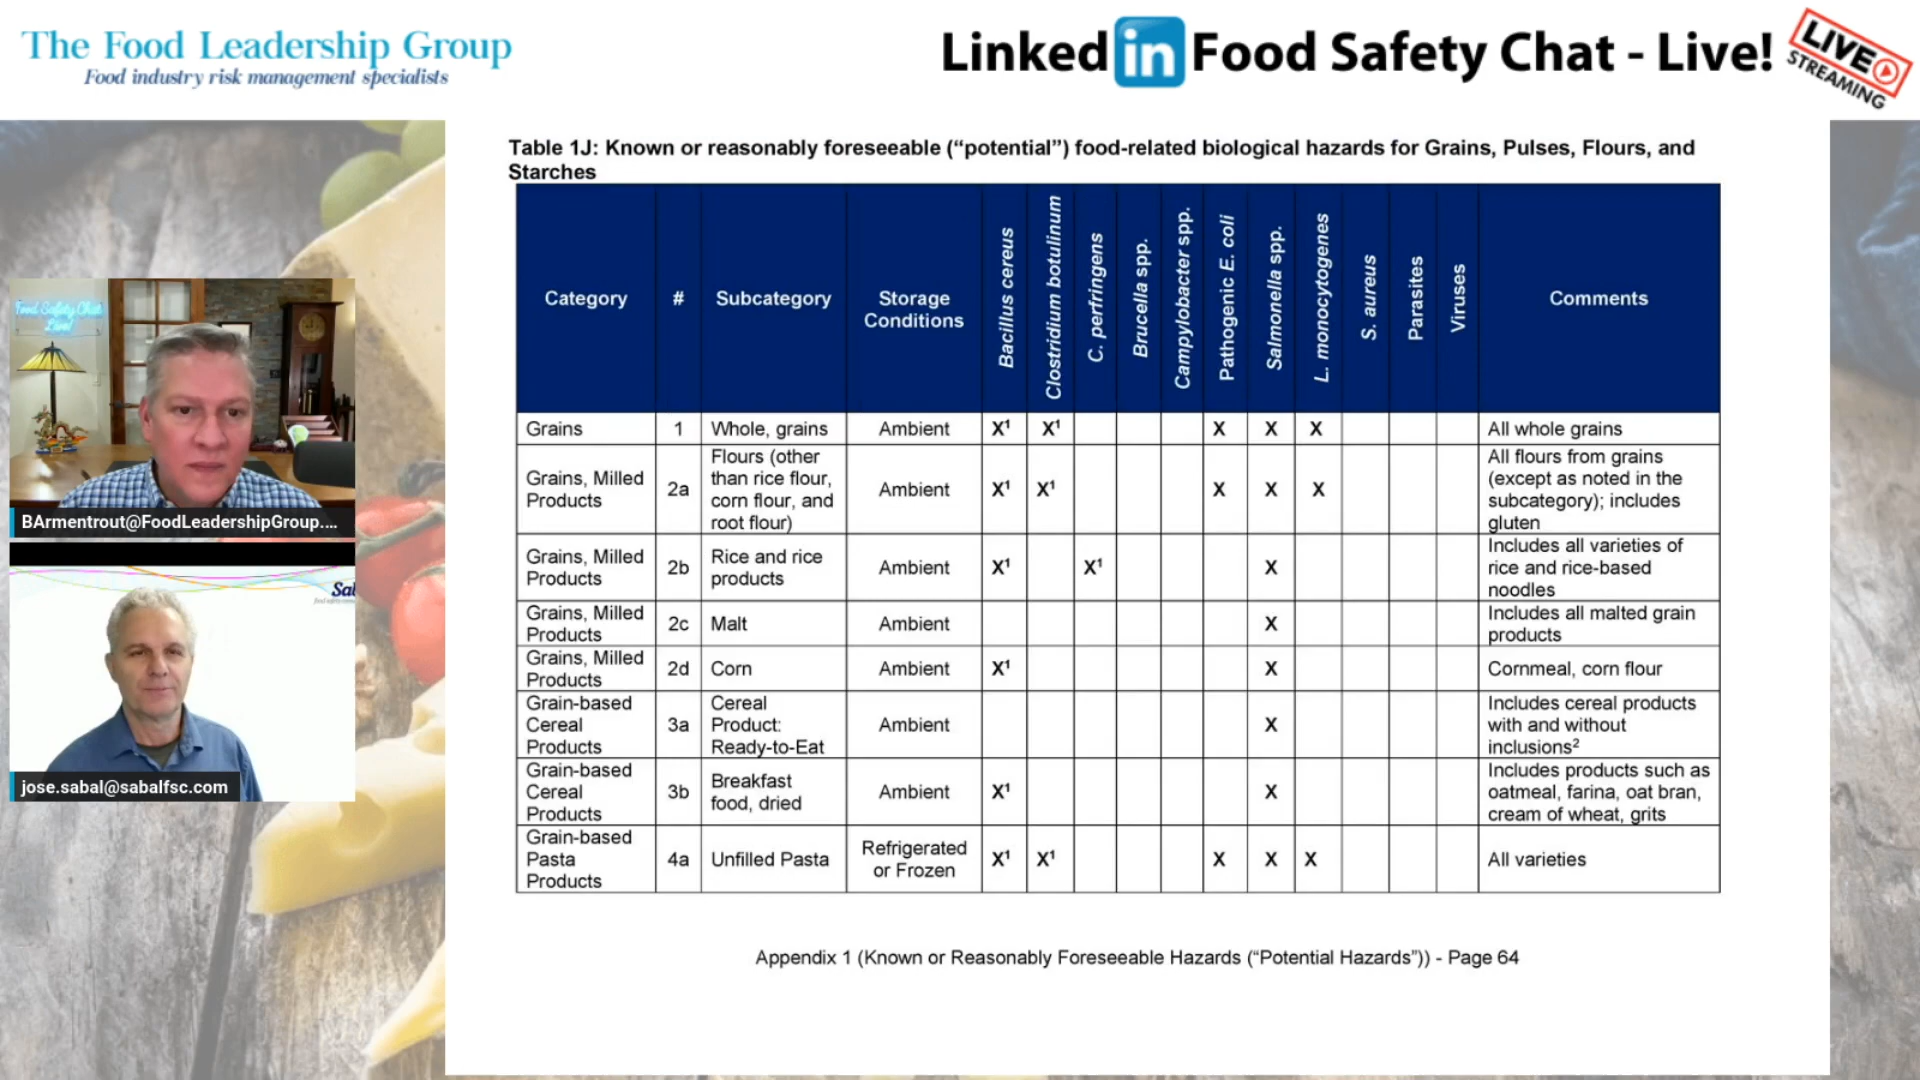 The Food Leadership Group
Food industry risk management specialists
Linked in Food Safety Chat - Live!
LIVE
STREAMING
Food Safety Chat
Live!
BArmentrout@FoodLeadershipGroup....
Sal
jose.sabal@sabalfsc.com
Table 1J: Known or reasonably foreseeable (“potential”) food-related biological hazards for Grains, Pulses, Flours, and
Starches
Category # Subcategory Storage Conditions Bacillus cereus Clostridium botulinum C. perfringens Brucella spp. Campylobacter spp. Pathogenic E. coli Salmonella spp. L. monocytogenes S. aureus Parasites Viruses Comments
Grains 1 Whole, grains Ambient X¹ X¹ X X X All whole grains
Grains, Milled Products 2a Flours (other than rice flour, corn flour, and root flour) Ambient X¹ X¹ X X X All flours from grains (except as noted in the subcategory); includes gluten
Grains, Milled Products 2b Rice and rice products Ambient X¹ X¹ X Includes all varieties of rice and rice-based noodles
Grains, Milled Products 2c Malt Ambient X Includes all malted grain products
Grains, Milled Products 2d Corn Ambient X¹ X Cornmeal, corn flour
Grain-based Cereal Products 3a Cereal Product: Ready-to-Eat Ambient X Includes cereal products with and without inclusions²
Grain-based Cereal Products 3b Breakfast food, dried Ambient X¹ X Includes products such as oatmeal, farina, oat bran, cream of wheat, grits
Grain-based Pasta Products 4a Unfilled Pasta Refrigerated or Frozen X¹ X¹ X X X All varieties
Appendix 1 (Known or Reasonably Foreseeable Hazards (“Potential Hazards”)) - Page 64